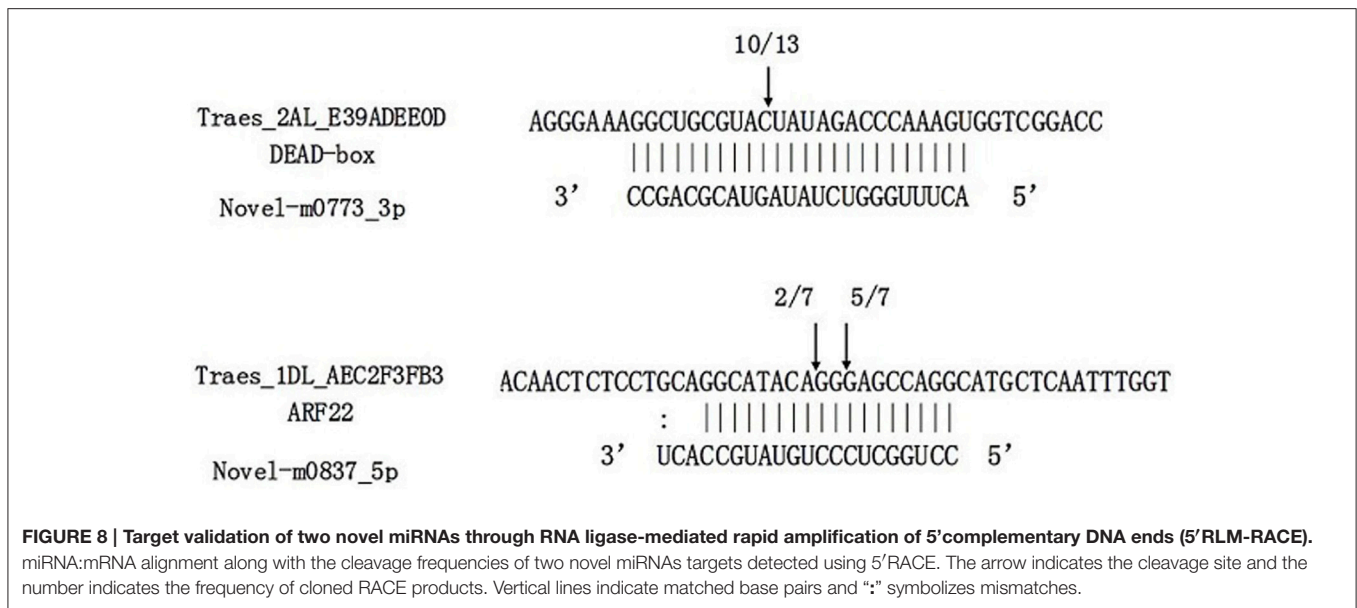 10/13
Traes_2AL_E39ADEE0D AGGGAAAGGCUGCGUACUAUAGACCCAAAGUGGTCGGACC
DEAD-box ||||||||||||||||||||||||
Novel-m0773_3p 3’ CCGACGCAUGAUAUCUGGGUUUCA 5’
2/7 5/7
Traes_1DL_AEC2F3FB3 ACAACTCTCCTGCAGGCATACAGGGAGCCAGGCATGCTCAATTTGGT
ARF22 : ||||||||||||||||||
Novel-m0837_5p 3’ UCACCGUAUGUCCCUCGGUCC 5’
FIGURE 8 | Target validation of two novel miRNAs through RNA ligase-mediated rapid amplification of 5’complementary DNA ends (5′RLM-RACE).
miRNA:mRNA alignment along with the cleavage frequencies of two novel miRNAs targets detected using 5′RACE. The arrow indicates the cleavage site and the
number indicates the frequency of cloned RACE products. Vertical lines indicate matched base pairs and “:” symbolizes mismatches.